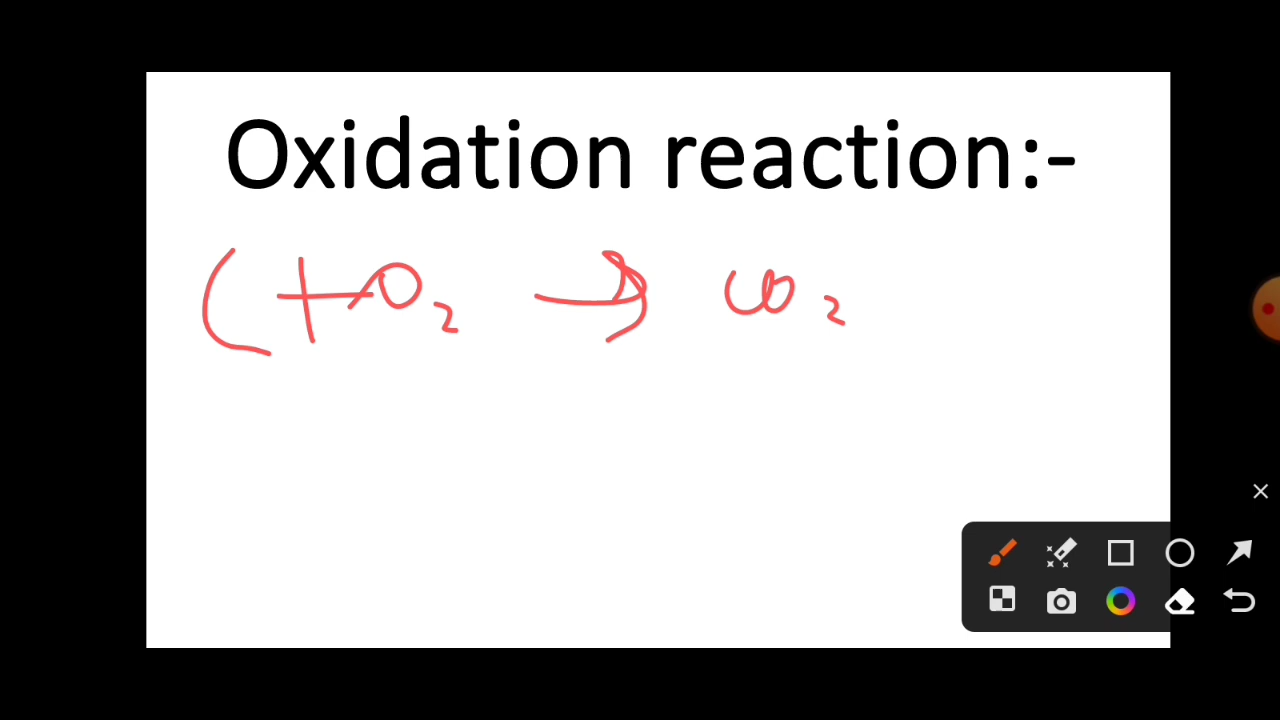 Oxidation reaction:-
C + O₂ → CO₂